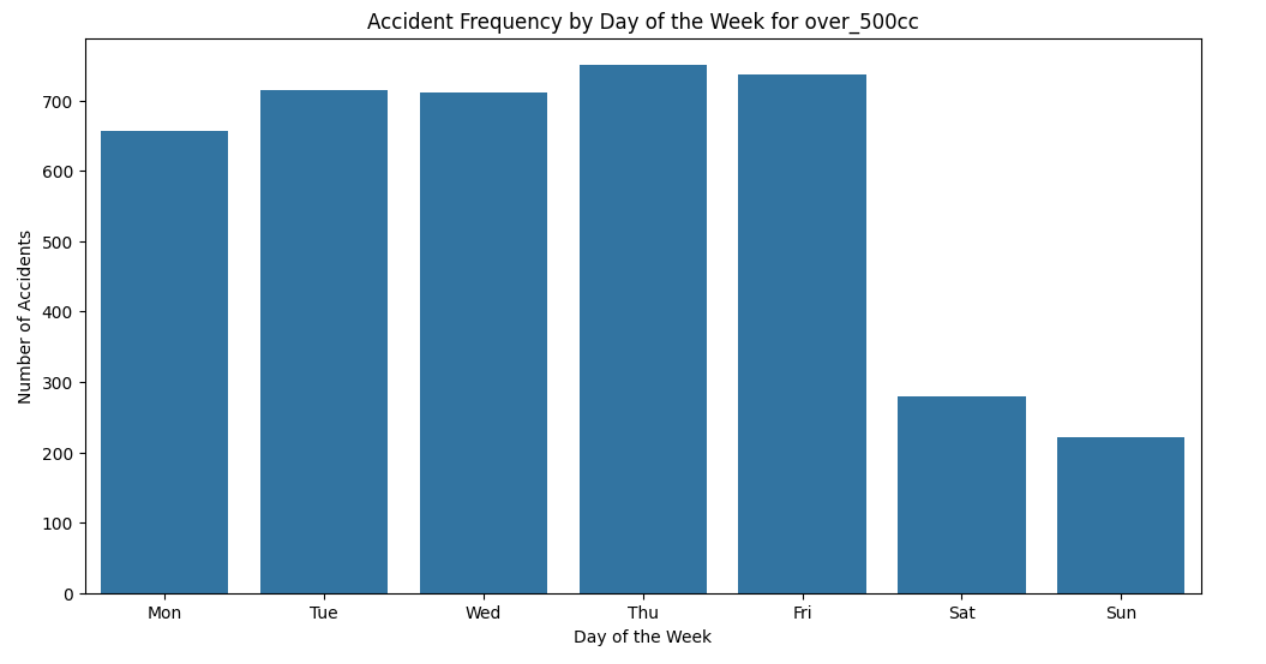 Accident Frequency by Day of the Week for over_500cc
Number of Accidents
700
600
500
400
300
200
100
0
Mon Tue Wed Thu Fri Sat Sun
Day of the Week